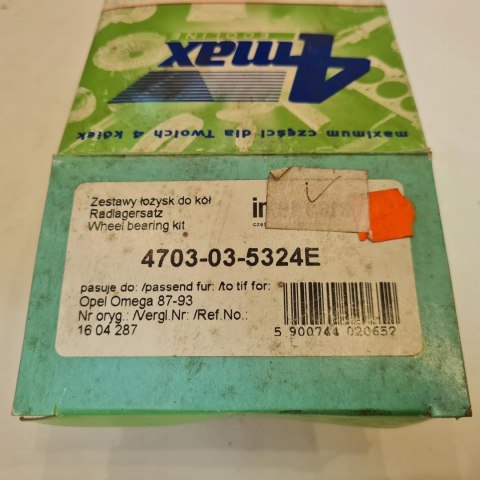 4max
ECOLINE
maximum części dla Twoich 4 kółek
Zestawy łożysk do kół
Radlagersatz
Wheel bearing kit
4703-03-5324E
pasuje do: /passend fur: /to tif for:
Opel Omega 87-93
Nr oryg.: /Vergl.Nr: /Ref.No.:
16 04 287
5 900744 020652